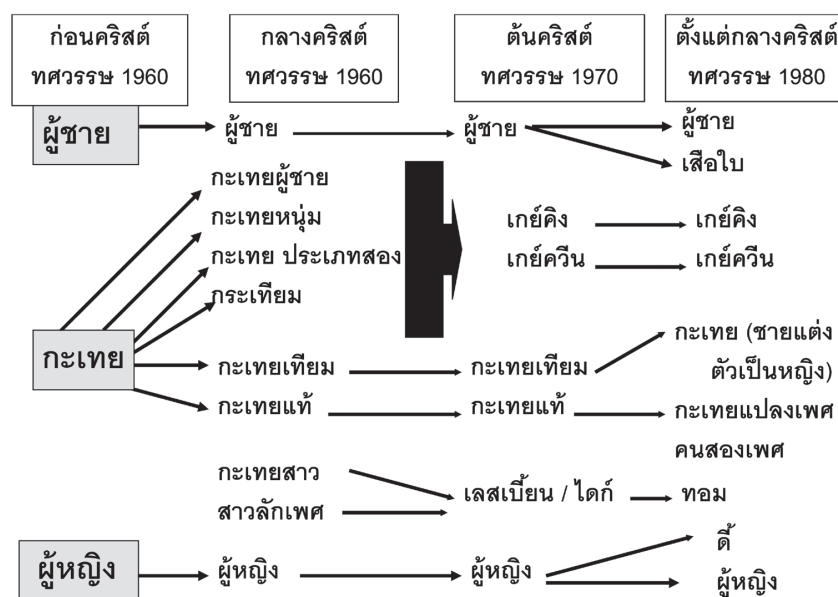 ก่อนคริสต์
ทศวรรษ 1960
กลางคริสต์
ทศวรรษ 1960
ต้นคริสต์
ทศวรรษ 1970
ตั้งแต่กลางคริสต์
ทศวรรษ 1980
ผู้ชาย
ผู้ชาย
ผู้ชาย
ผู้ชาย
เสือใบ
กะเทยผู้ชาย
กะเทยหนุ่ม
เกย์คิง
เกย์คิง
กะเทย ประเภทสอง
เกย์ควีน
เกย์ควีน
กระเทียม
กะเทย
กะเทยเทียม
กะเทยเทียม
กะเทย (ชายแต่ง
ตัวเป็นหญิง)
กะเทยแท้
กะเทยแท้
กะเทยแปลงเพศ
คนสองเพศ
กะเทยสาว
สาวลักเพศ
เลสเบี้ยน / ไดก์
ทอม
ดี้
ผู้หญิง
ผู้หญิง
ผู้หญิง
ผู้หญิง